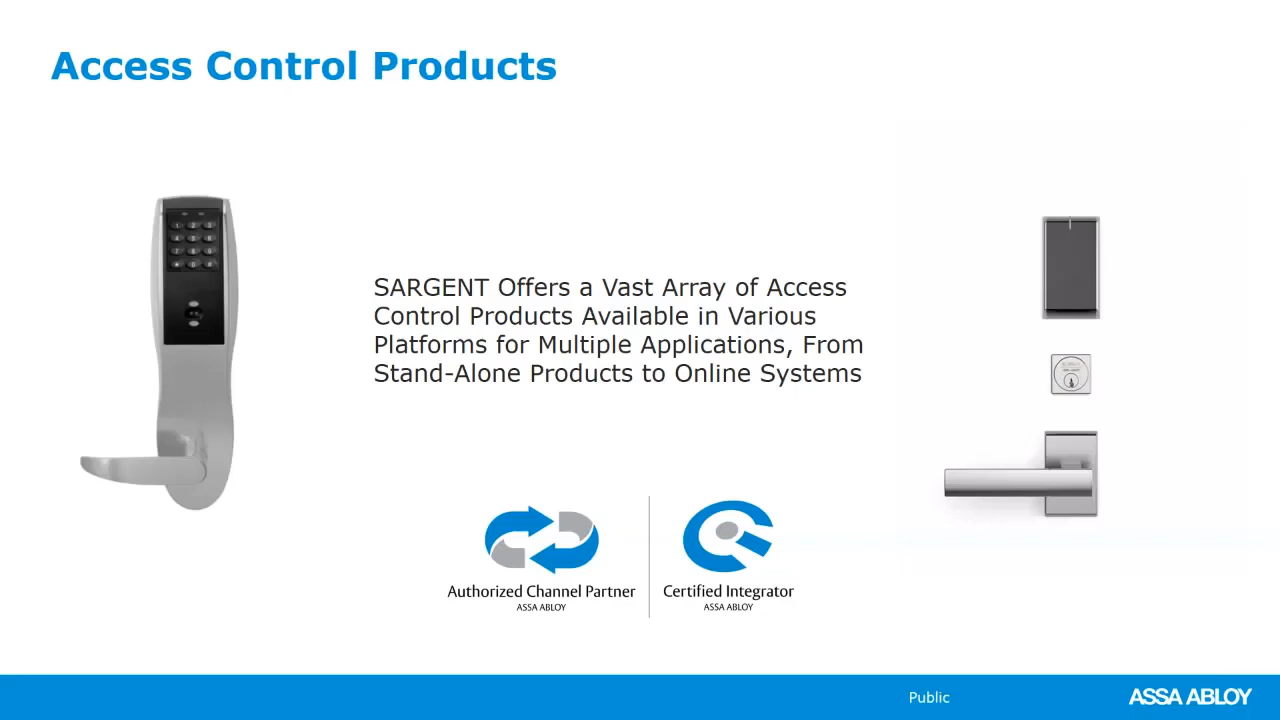 Access Control Products
SARGENT Offers a Vast Array of Access
Control Products Available in Various
Platforms for Multiple Applications, From
Stand-Alone Products to Online Systems
Authorized Channel Partner
ASSA ABLOY
Certified Integrator
ASSA ABLOY
Public
ASSA ABLOY